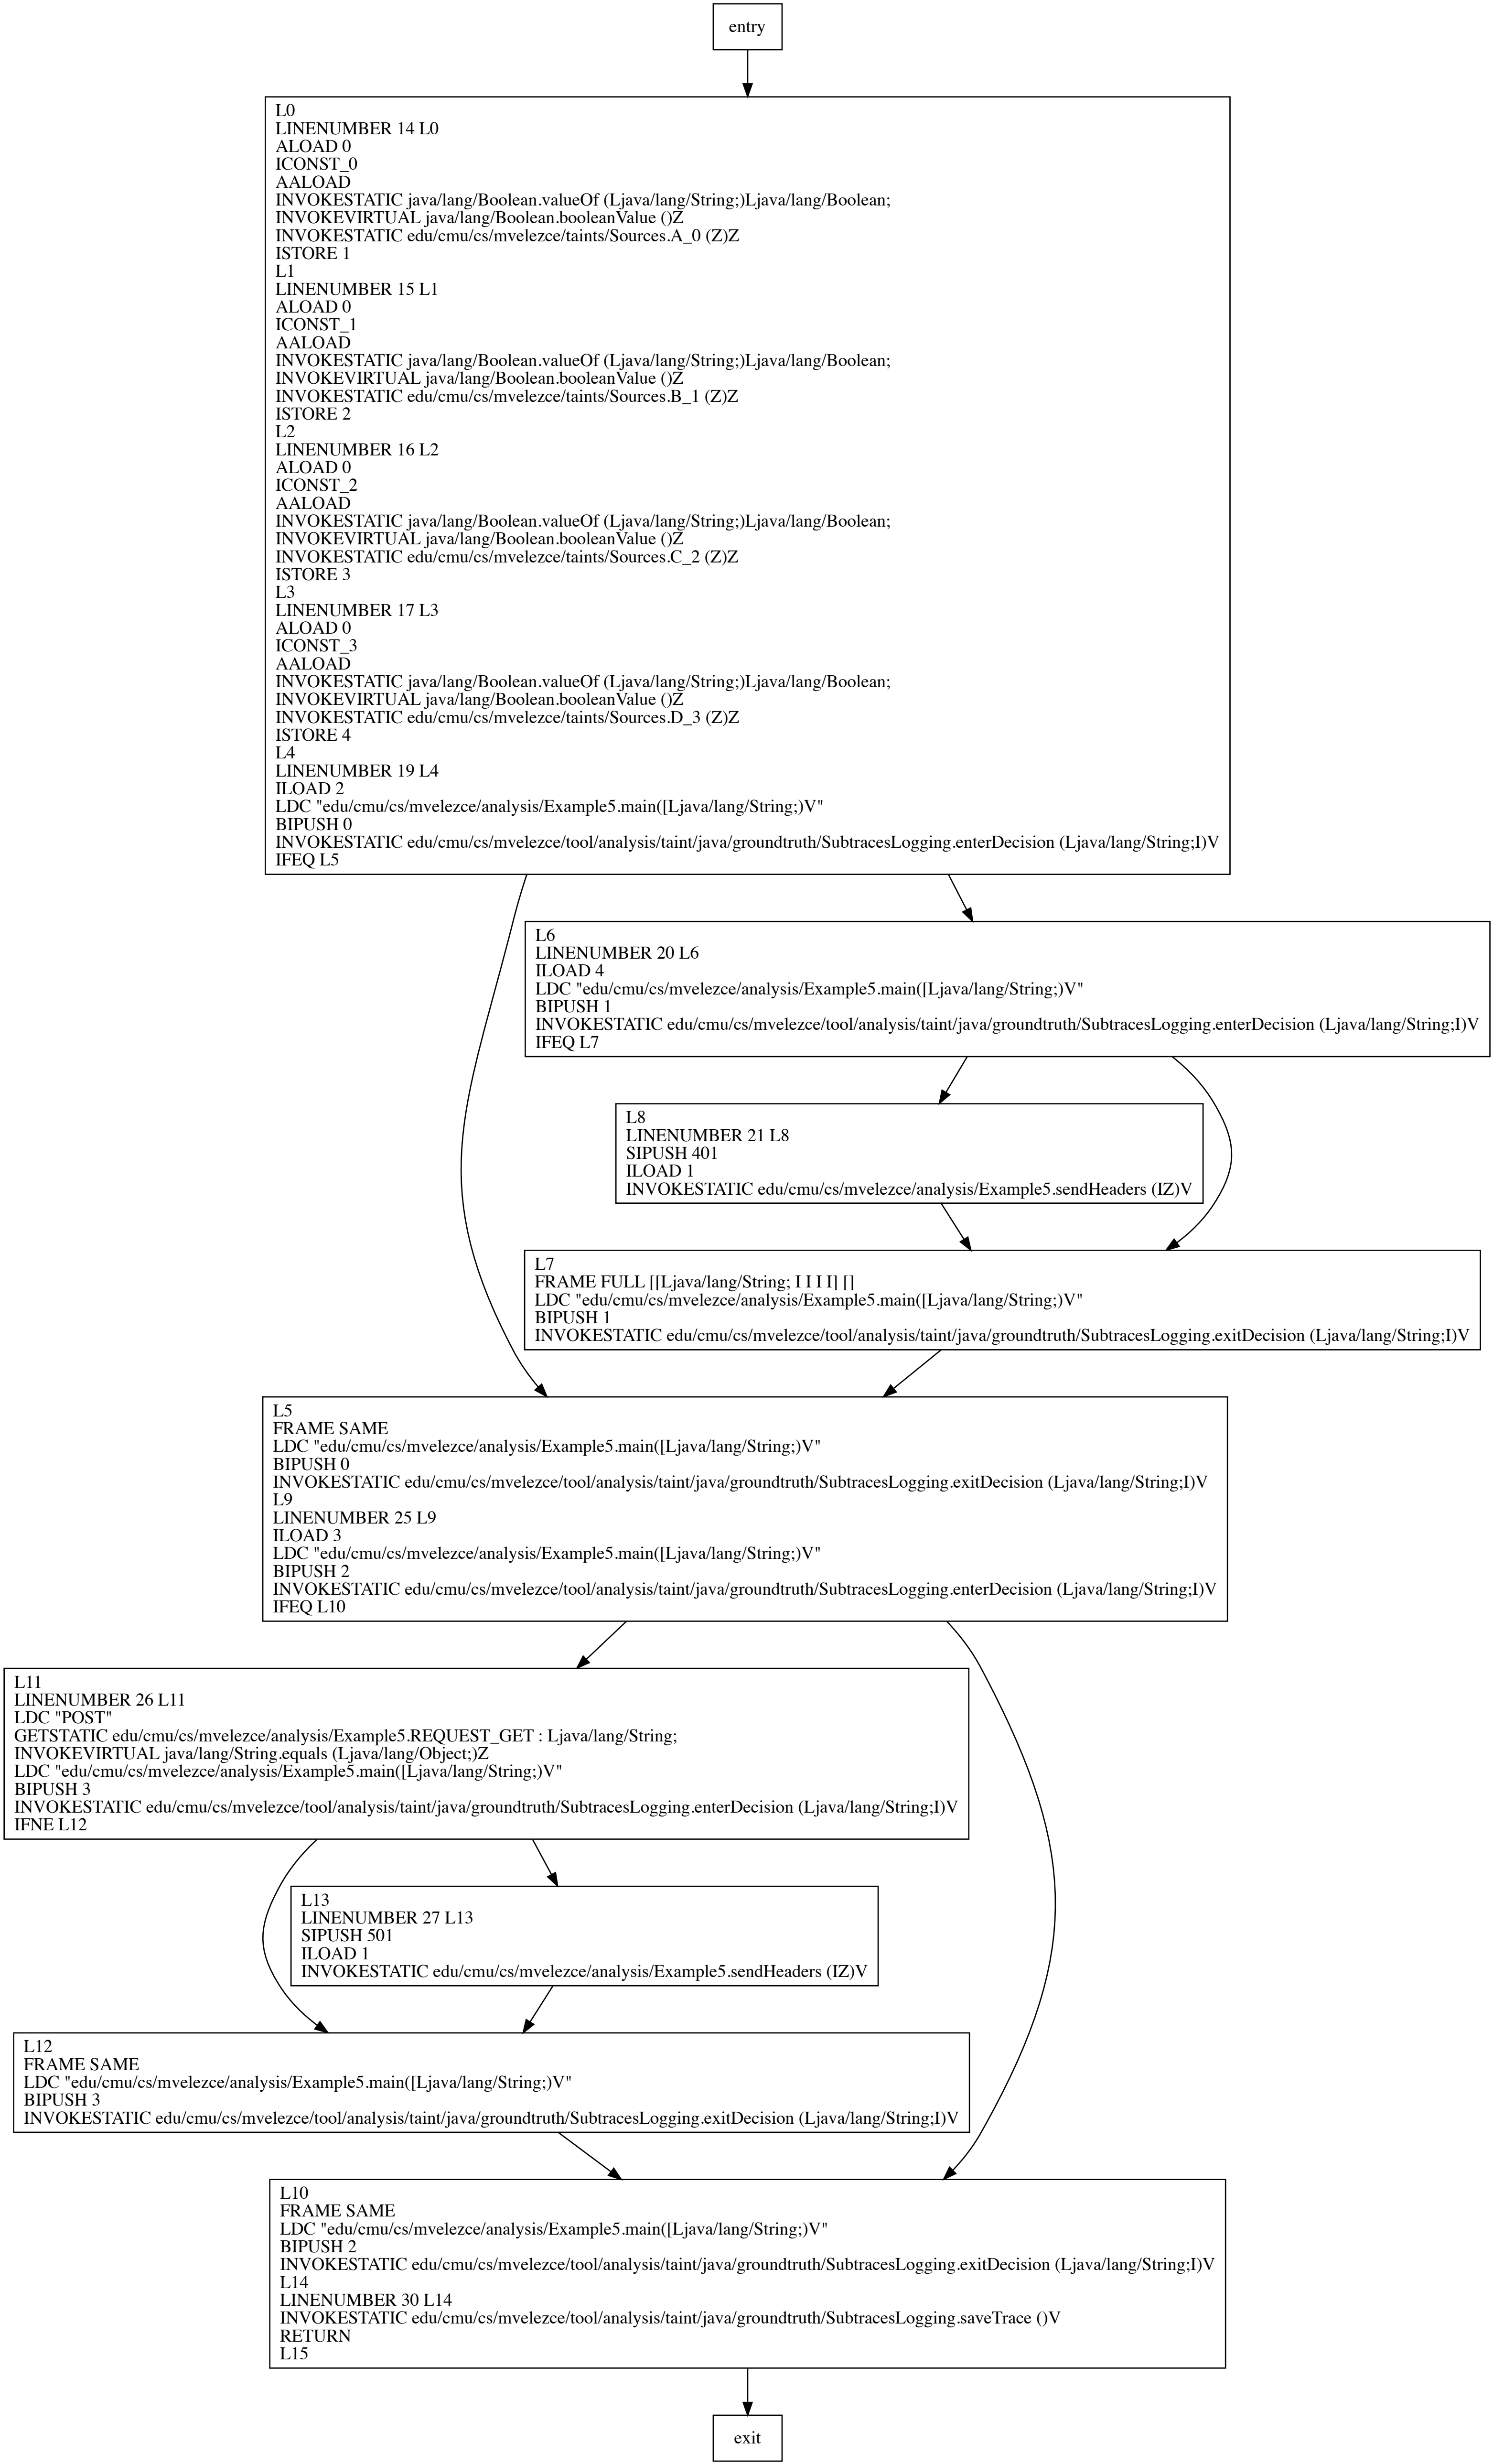 entry
L0
LINENUMBER 14 L0
ALOAD 0
ICONST_0
AALOAD
INVOKESTATIC java/lang/Boolean.valueOf (Ljava/lang/String;)Ljava/lang/Boolean;
INVOKEVIRTUAL java/lang/Boolean.booleanValue ()Z
INVOKESTATIC edu/cmu/cs/mvelezce/taints/Sources.A_0 (Z)Z
ISTORE 1
L1
LINENUMBER 15 L1
ALOAD 0
ICONST_1
AALOAD
INVOKESTATIC java/lang/Boolean.valueOf (Ljava/lang/String;)Ljava/lang/Boolean;
INVOKEVIRTUAL java/lang/Boolean.booleanValue ()Z
INVOKESTATIC edu/cmu/cs/mvelezce/taints/Sources.B_1 (Z)Z
ISTORE 2
L2
LINENUMBER 16 L2
ALOAD 0
ICONST_2
AALOAD
INVOKESTATIC java/lang/Boolean.valueOf (Ljava/lang/String;)Ljava/lang/Boolean;
INVOKEVIRTUAL java/lang/Boolean.booleanValue ()Z
INVOKESTATIC edu/cmu/cs/mvelezce/taints/Sources.C_2 (Z)Z
ISTORE 3
L3
LINENUMBER 17 L3
ALOAD 0
ICONST_3
AALOAD
INVOKESTATIC java/lang/Boolean.valueOf (Ljava/lang/String;)Ljava/lang/Boolean;
INVOKEVIRTUAL java/lang/Boolean.booleanValue ()Z
INVOKESTATIC edu/cmu/cs/mvelezce/taints/Sources.D_3 (Z)Z
ISTORE 4
L4
LINENUMBER 19 L4
ILOAD 2
LDC "edu/cmu/cs/mvelezce/analysis/Example5.main([Ljava/lang/String;)V"
BIPUSH 0
INVOKESTATIC edu/cmu/cs/mvelezce/tool/analysis/taint/java/groundtruth/SubtracesLogging.enterDecision (Ljava/lang/String;I)V
IFEQ L5
L6
LINENUMBER 20 L6
ILOAD 4
LDC "edu/cmu/cs/mvelezce/analysis/Example5.main([Ljava/lang/String;)V"
BIPUSH 1
INVOKESTATIC edu/cmu/cs/mvelezce/tool/analysis/taint/java/groundtruth/SubtracesLogging.enterDecision (Ljava/lang/String;I)V
IFEQ L7
L8
LINENUMBER 21 L8
SIPUSH 401
ILOAD 1
INVOKESTATIC edu/cmu/cs/mvelezce/analysis/Example5.sendHeaders (IZ)V
L7
FRAME FULL [[Ljava/lang/String; I I I I] []
LDC "edu/cmu/cs/mvelezce/analysis/Example5.main([Ljava/lang/String;)V"
BIPUSH 1
INVOKESTATIC edu/cmu/cs/mvelezce/tool/analysis/taint/java/groundtruth/SubtracesLogging.exitDecision (Ljava/lang/String;I)V
L5
FRAME SAME
LDC "edu/cmu/cs/mvelezce/analysis/Example5.main([Ljava/lang/String;)V"
BIPUSH 0
INVOKESTATIC edu/cmu/cs/mvelezce/tool/analysis/taint/java/groundtruth/SubtracesLogging.exitDecision (Ljava/lang/String;I)V
L9
LINENUMBER 25 L9
ILOAD 3
LDC "edu/cmu/cs/mvelezce/analysis/Example5.main([Ljava/lang/String;)V"
BIPUSH 2
INVOKESTATIC edu/cmu/cs/mvelezce/tool/analysis/taint/java/groundtruth/SubtracesLogging.enterDecision (Ljava/lang/String;I)V
IFEQ L10
L11
LINENUMBER 26 L11
LDC "POST"
GETSTATIC edu/cmu/cs/mvelezce/analysis/Example5.REQUEST_GET : Ljava/lang/String;
INVOKEVIRTUAL java/lang/String.equals (Ljava/lang/Object;)Z
LDC "edu/cmu/cs/mvelezce/analysis/Example5.main([Ljava/lang/String;)V"
BIPUSH 3
INVOKESTATIC edu/cmu/cs/mvelezce/tool/analysis/taint/java/groundtruth/SubtracesLogging.enterDecision (Ljava/lang/String;I)V
IFNE L12
L13
LINENUMBER 27 L13
SIPUSH 501
ILOAD 1
INVOKESTATIC edu/cmu/cs/mvelezce/analysis/Example5.sendHeaders (IZ)V
L12
FRAME SAME
LDC "edu/cmu/cs/mvelezce/analysis/Example5.main([Ljava/lang/String;)V"
BIPUSH 3
INVOKESTATIC edu/cmu/cs/mvelezce/tool/analysis/taint/java/groundtruth/SubtracesLogging.exitDecision (Ljava/lang/String;I)V
L10
FRAME SAME
LDC "edu/cmu/cs/mvelezce/analysis/Example5.main([Ljava/lang/String;)V"
BIPUSH 2
INVOKESTATIC edu/cmu/cs/mvelezce/tool/analysis/taint/java/groundtruth/SubtracesLogging.exitDecision (Ljava/lang/String;I)V
L14
LINENUMBER 30 L14
INVOKESTATIC edu/cmu/cs/mvelezce/tool/analysis/taint/java/groundtruth/SubtracesLogging.saveTrace ()V
RETURN
L15
exit